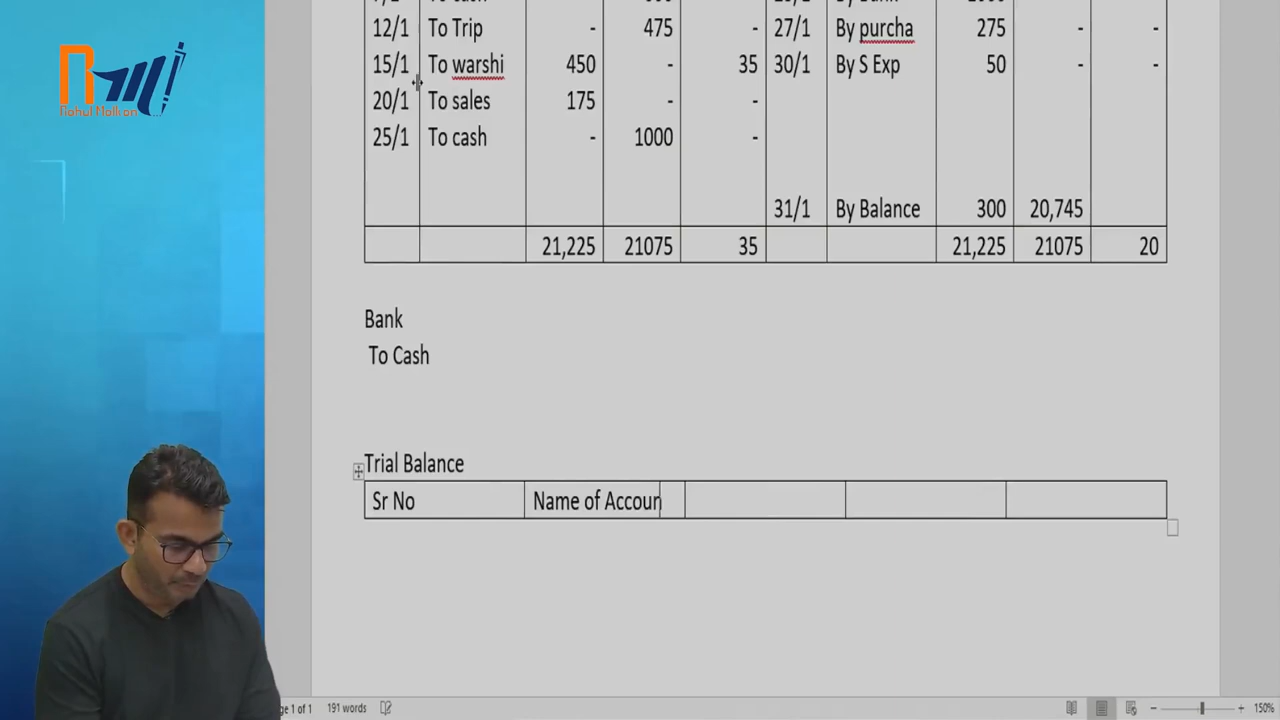 12/1 To Trip - 475 - 27/1 By purcha 275 - -
15/1 To warshi 450 - 35 30/1 By S Exp 50 - -
20/1 To sales 175 - -
25/1 To cash - 1000 -
31/1 By Balance 300 20,745
21,225 21075 35 21,225 21075 20
Bank
To Cash
Trial Balance
Sr No Name of Accoun
191 words
150%